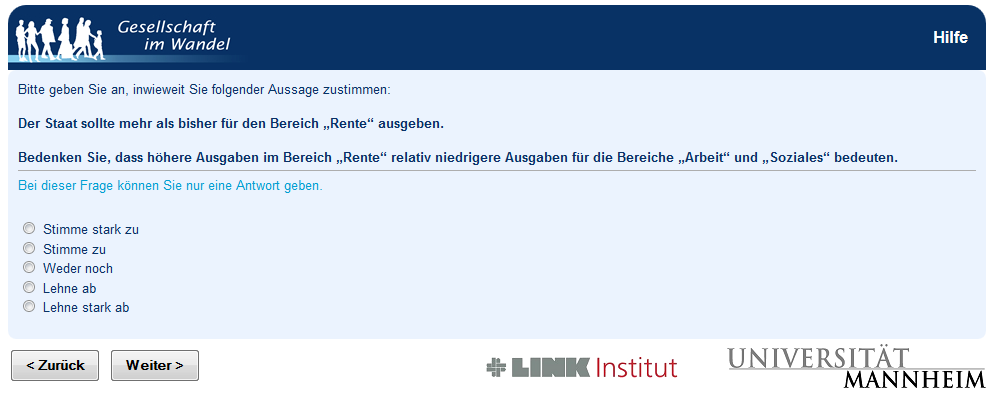 Gesellschaft
im Wandel
Hilfe
Bitte geben Sie an, inwieweit Sie folgender Aussage zustimmen:
Der Staat sollte mehr als bisher für den Bereich „Rente“ ausgeben.
Bedenken Sie, dass höhere Ausgaben im Bereich „Rente“ relativ niedrigere Ausgaben für die Bereiche „Arbeit“ und „Soziales“ bedeuten.
Bei dieser Frage können Sie nur eine Antwort geben.
Stimme stark zu
Stimme zu
Weder noch
Lehne ab
Lehne stark ab
< Zurück
Weiter >
LINK Institut
UNIVERSITÄT
MANNHEIM